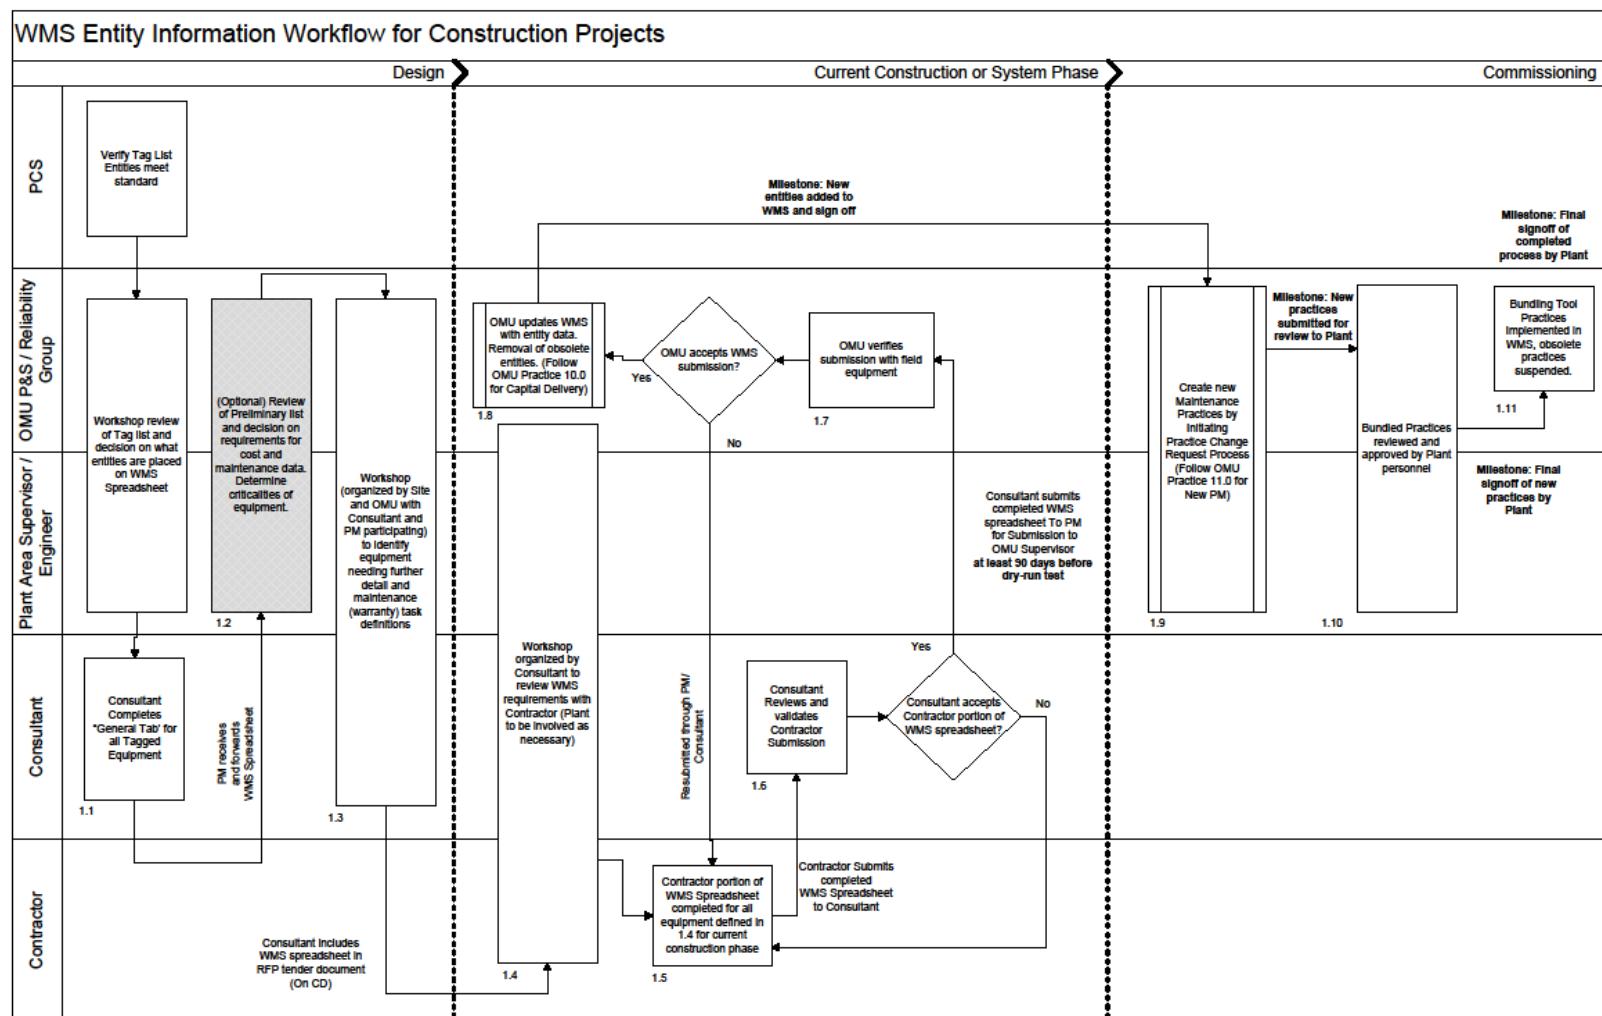 WMS Entity Information Workflow for Construction Projects
Design
Current Construction or System Phase
Commissioning
PCS
Verify Tag List
Entities meet
standard
Milestone: New
entities added to
WMS and sign off
Milestone: Final
signoff of
completed
process by Plant
OMU P&S / Reliability
Group
Plant Area Supervisor /
Engineer
Workshop review
of Tag list and
decision on what
entities are placed
on WMS
Spreadsheet
(Optional) Review
of Preliminary list
and decision on
requirements for
cost and
maintenance data.
Determine
criticalities of
equipment.
1.2
Workshop
(organized by Site
and OMU with
Consultant and
PM participating)
to identify
equipment
needing further
detail and
maintenance
(warranty) task
definitions
1.3
OMU updates WMS
with entity data.
Removal of obsolete
entities. (Follow
OMU Practice 10.0
for Capital Delivery)
1.8
Yes
OMU accepts WMS
submission?
No
OMU verifies
submission with field
equipment
1.7
Milestone: New
practices
submitted for
review to Plant
Create new
Maintenance
Practices by
Initiating
Practice Change
Request Process
(Follow OMU
Practice 11.0 for
New PM)
1.9
Bundled Practices
reviewed and
approved by Plant
personnel
1.10
Bundling Tool
Practices
Implemented in
WMS, obsolete
practices
suspended.
1.11
Milestone: Final
signoff of new
practices by
Plant
Consultant submits
completed WMS
spreadsheet To PM
for Submission to
OMU Supervisor
at least 90 days before
dry-run test
Consultant
Consultant
Completes
"General Tab' for
all Tagged
Equipment
1.1
PM receives
and forwards
WMS Spreadsheet
Workshop
organized by
Consultant to
review WMS
requirements with
Contractor (Plant
to be involved as
necessary)
1.4
Resubmitted through PM/
Consultant
Consultant
Reviews and
validates
Contractor
Submission
1.6
Yes
Consultant accepts
Contractor portion of
WMS spreadsheet?
No
Contractor
Consultant includes
WMS spreadsheet in
RFP tender document
(On CD)
Contractor portion of
WMS Spreadsheet
completed for all
equipment defined in
1.4 for current
construction phase
1.5
Contractor Submits
completed
WMS Spreadsheet
to Consultant